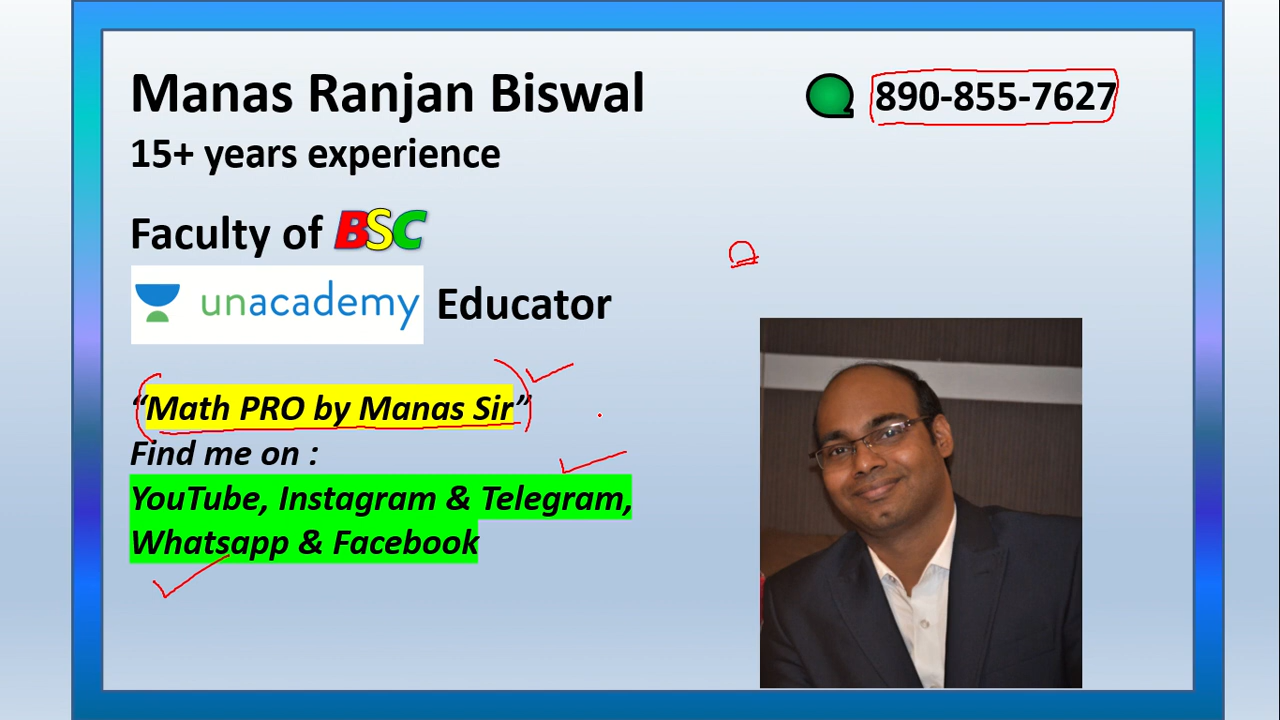 Manas Ranjan Biswal
890-855-7627
15+ years experience
Faculty of BSC
unacademy Educator
“Math PRO by Manas Sir”
Find me on :
YouTube, Instagram & Telegram,
Whatsapp & Facebook